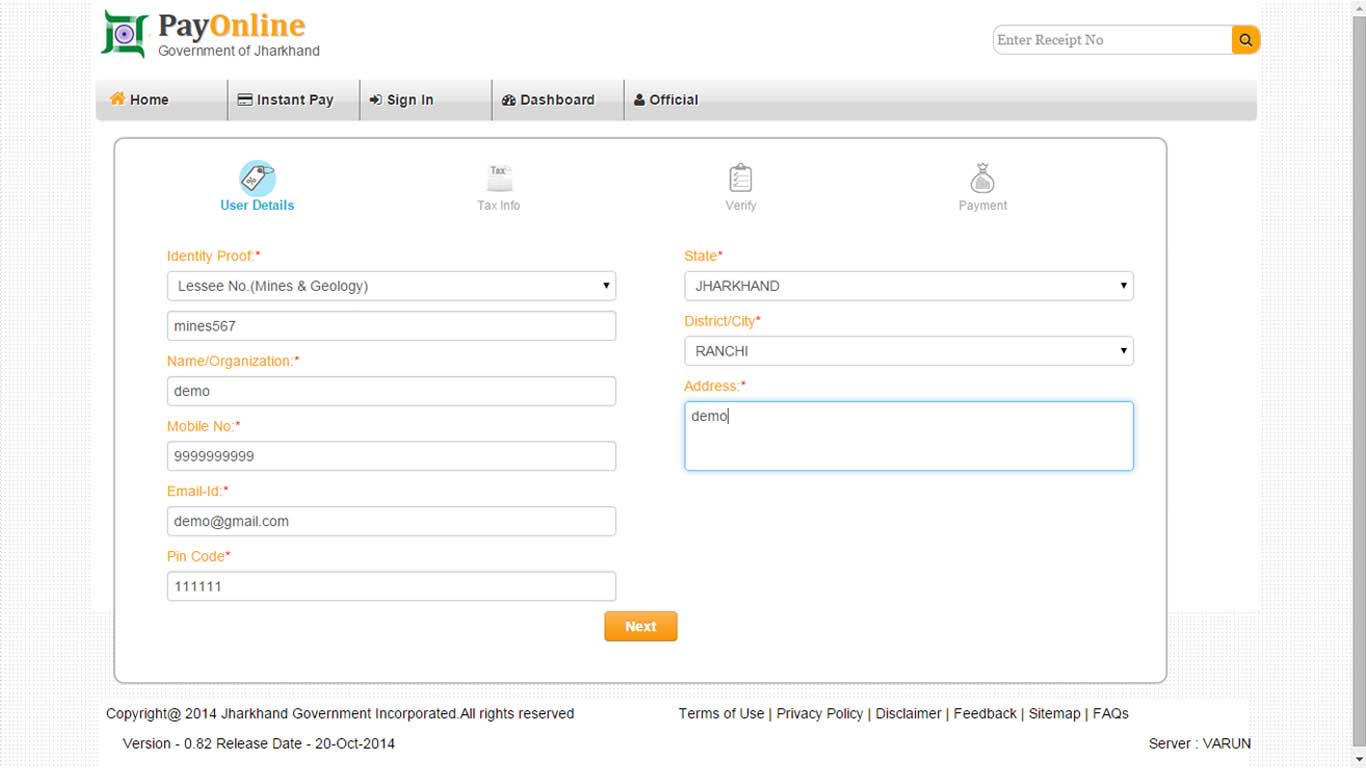 PayOnline
Government of Jharkhand
Enter Receipt No
Home
Instant Pay
Sign In
Dashboard
Official
User Details
Tax
Tax Info
Verify
Payment
Identity Proof:*
Lessee No.(Mines & Geology)
mines567
Name/Organization:*
demo
Mobile No:*
9999999999
Email-Id:*
demo@gmail.com
Pin Code*
111111
State*
JHARKHAND
District/City*
RANCHI
Address:*
demo
Next
Copyright@ 2014 Jharkhand Government Incorporated.All rights reserved
Terms of Use | Privacy Policy | Disclaimer | Feedback | Sitemap | FAQs
Version - 0.82 Release Date - 20-Oct-2014
Server : VARUN